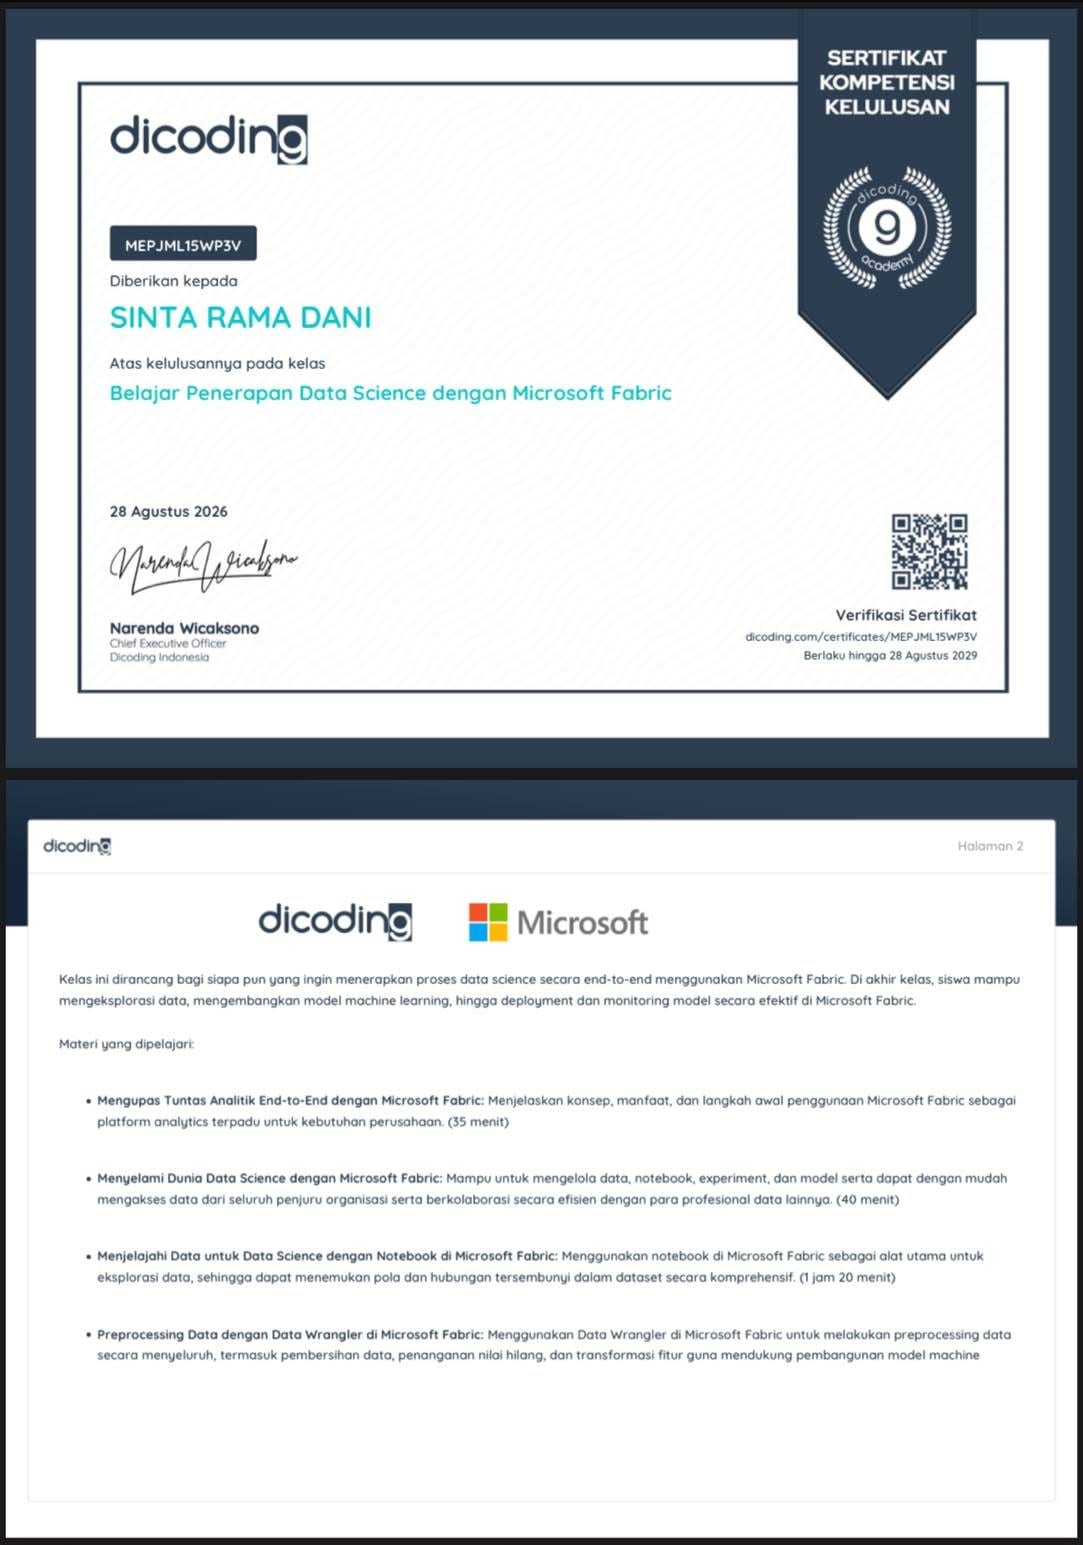 SERTIFIKAT
KOMPETENSI
KELULUSAN
dicoding
academy
dicoding
MEPJML15WP3V
Diberikan kepada
SINTA RAMA DANI
Atas kelulusannya pada kelas
Belajar Penerapan Data Science dengan Microsoft Fabric
28 Agustus 2026
Narenda Wicaksono
Narenda Wicaksono
Chief Executive Officer
Dicoding Indonesia
Verifikasi Sertifikat
dicoding.com/certificates/MEPJML15WP3V
Berlaku hingga 28 Agustus 2029
dicoding
Halaman 2
dicoding
Microsoft
Kelas ini dirancang bagi siapa pun yang ingin menerapkan proses data science secara end-to-end menggunakan Microsoft Fabric. Di akhir kelas, siswa mampu
mengeksplorasi data, mengembangkan model machine learning, hingga deployment dan monitoring model secara efektif di Microsoft Fabric.
Materi yang dipelajari:
• Mengupas Tuntas Analitik End-to-End dengan Microsoft Fabric: Menjelaskan konsep, manfaat, dan langkah awal penggunaan Microsoft Fabric sebagai
platform analytics terpadu untuk kebutuhan perusahaan. (35 menit)
• Menyelami Dunia Data Science dengan Microsoft Fabric: Mampu untuk mengelola data, notebook, experiment, dan model serta dapat dengan mudah
mengakses data dari seluruh penjuru organisasi serta berkolaborasi secara efisien dengan para profesional data lainnya. (40 menit)
• Menjelajahi Data untuk Data Science dengan Notebook di Microsoft Fabric: Menggunakan notebook di Microsoft Fabric sebagai alat utama untuk
eksplorasi data, sehingga dapat menemukan pola dan hubungan tersembunyi dalam dataset secara komprehensif. (1 jam 20 menit)
• Preprocessing Data dengan Data Wrangler di Microsoft Fabric: Menggunakan Data Wrangler di Microsoft Fabric untuk melakukan preprocessing data
secara menyeluruh, termasuk pembersihan data, penanganan nilai hilang, dan transformasi fitur guna mendukung pembangunan model machine